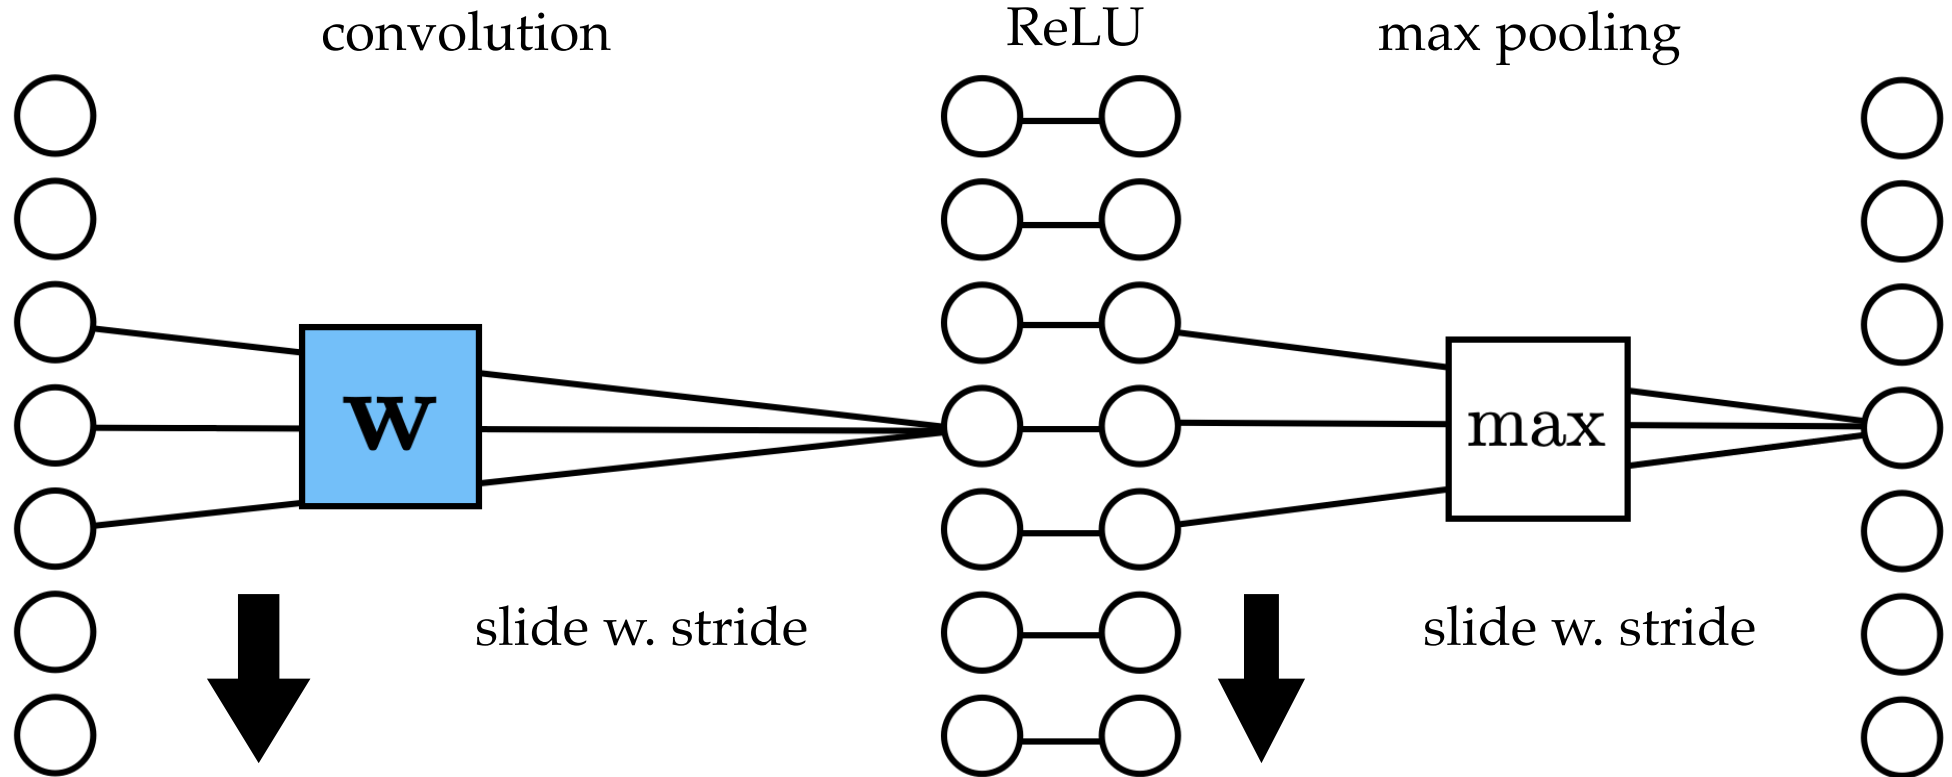 convolution
ReLU
max pooling
w
max
slide w. stride
slide w. stride